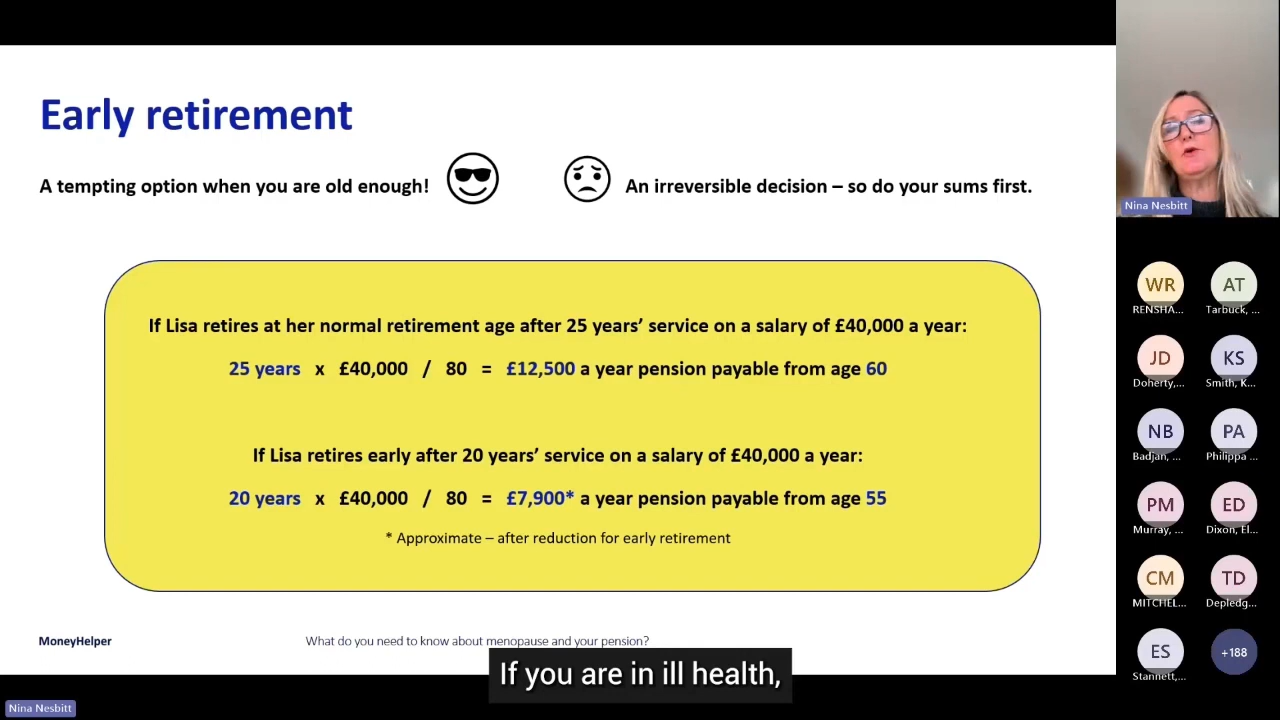 Early retirement
A tempting option when you are old enough!
An irreversible decision – so do your sums first.
If Lisa retires at her normal retirement age after 25 years’ service on a salary of £40,000 a year:
25 years x £40,000 / 80 = £12,500 a year pension payable from age 60
If Lisa retires early after 20 years’ service on a salary of £40,000 a year:
20 years x £40,000 / 80 = £7,900* a year pension payable from age 55
* Approximate – after reduction for early retirement
MoneyHelper
What do you need to know about menopause and your pension?
If you are in ill health,
Nina Nesbitt
Nina Nesbitt
WR
AT
RENSHA...
Tarbuck, ...
JD
KS
Doherty,...
Smith, K...
NB
PA
Badjan, ...
Philippa ...
PM
ED
Murray, ...
Dixon, El...
CM
TD
MITCHEL...
Depledg...
ES
+188
Stannett,...